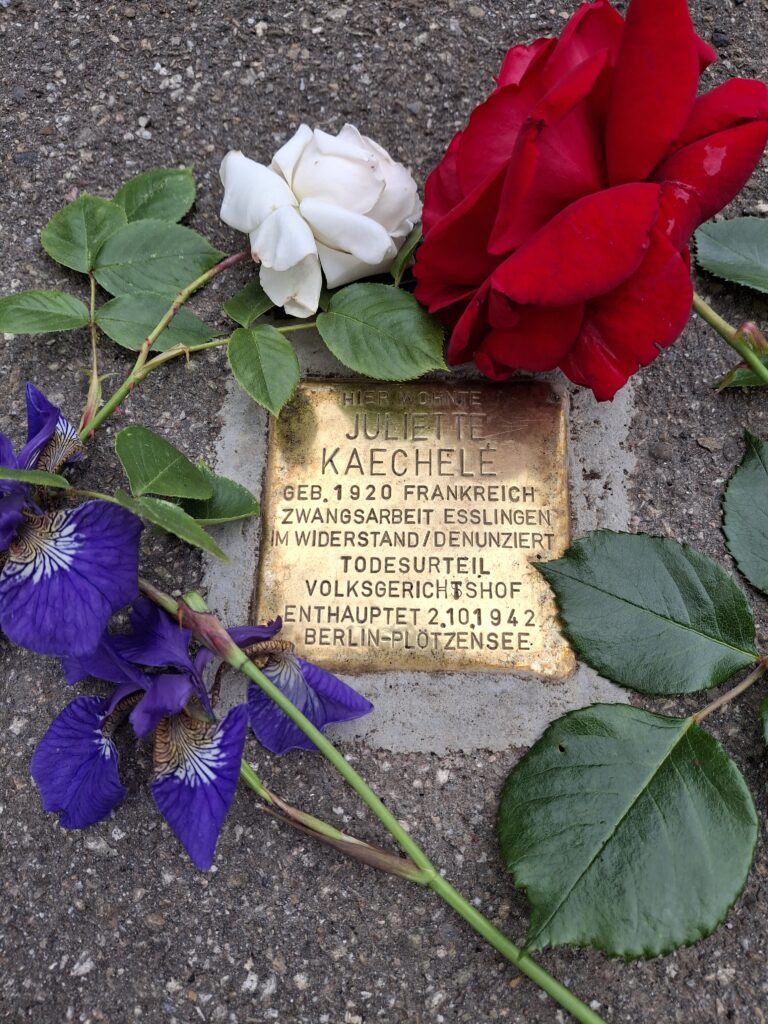 HIER WOHNTE
JULIETTE
KAECHELE
GEB. 1920 FRANKREICH
ZWANGSARBEIT ESSLINGEN
IM WIDERSTAND/DENUNZIERT
TODESURTEIL
VOLKSGERICHTSHOF
ENTHAUPTET 2.10.1942
BERLIN-PLÖTZENSEE